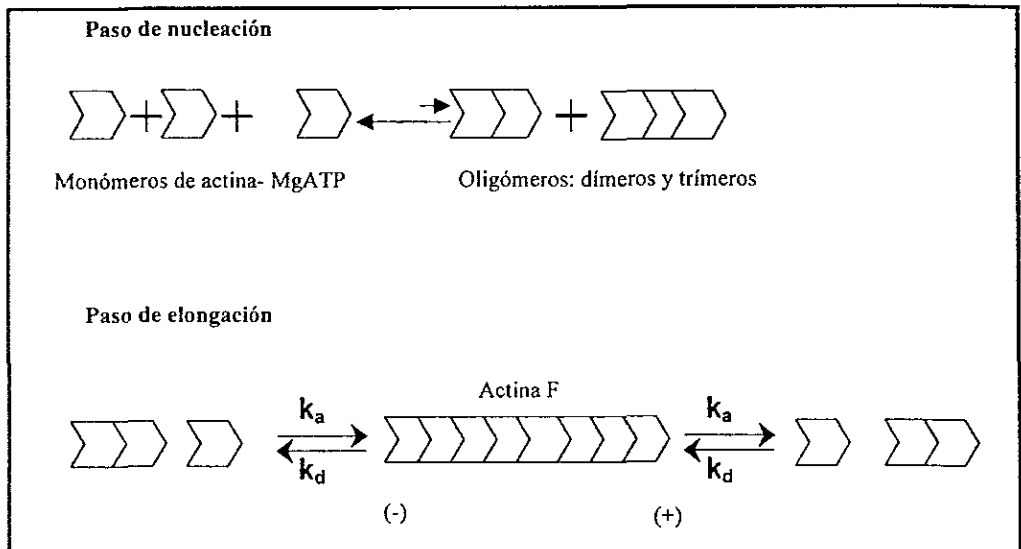 Paso de nucleación
+ + +
Monómeros de actina- MgATP Oligómeros: dímeros y trímeros
Paso de elongación
Actina F
ka ka
kd kd
(-) (+)